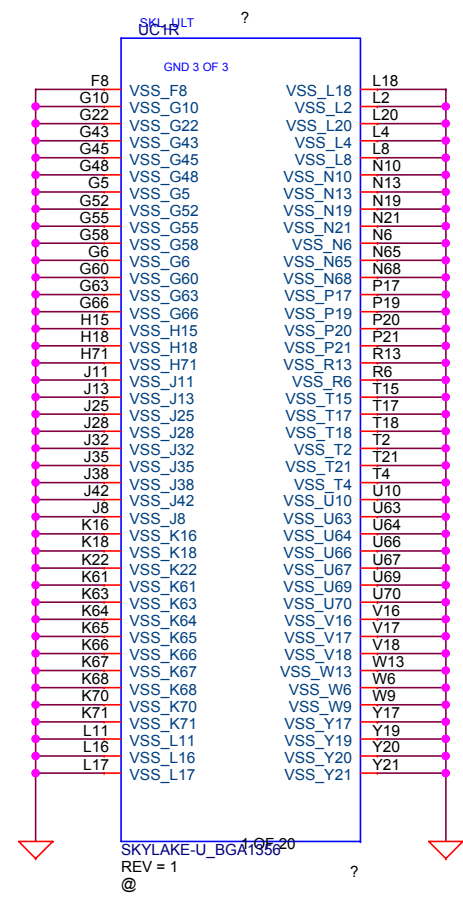 ?
SKL_ULT
UC1R
GND 3 OF 3
F8 VSS_F8 VSS_L18 L18
G10 VSS_G10 VSS_L2 L2
G22 VSS_G22 VSS_L20 L20
G43 VSS_G43 VSS_L4 L4
G45 VSS_G45 VSS_L8 L8
G48 VSS_G48 VSS_N10 N10
G5 VSS_G5 VSS_N13 N13
G52 VSS_G52 VSS_N19 N19
G55 VSS_G55 VSS_N21 N21
G58 VSS_G58 VSS_N6 N6
G6 VSS_G6 VSS_N65 N65
G60 VSS_G60 VSS_N68 N68
G63 VSS_G63 VSS_P17 P17
G66 VSS_G66 VSS_P19 P19
H15 VSS_H15 VSS_P20 P20
H18 VSS_H18 VSS_P21 P21
H71 VSS_H71 VSS_R13 R13
J11 VSS_J11 VSS_R6 R6
J13 VSS_J13 VSS_T15 T15
J25 VSS_J25 VSS_T17 T17
J28 VSS_J28 VSS_T18 T18
J32 VSS_J32 VSS_T2 T2
J35 VSS_J35 VSS_T21 T21
J38 VSS_J38 VSS_T4 T4
J42 VSS_J42 VSS_U10 U10
J8 VSS_J8 VSS_U63 U63
K16 VSS_K16 VSS_U64 U64
K18 VSS_K18 VSS_U66 U66
K22 VSS_K22 VSS_U67 U67
K61 VSS_K61 VSS_U69 U69
K63 VSS_K63 VSS_U70 U70
K64 VSS_K64 VSS_V16 V16
K65 VSS_K65 VSS_V17 V17
K66 VSS_K66 VSS_V18 V18
K67 VSS_K67 VSS_W13 W13
K68 VSS_K68 VSS_W6 W6
K70 VSS_K70 VSS_W9 W9
K71 VSS_K71 VSS_Y17 Y17
L11 VSS_L11 VSS_Y19 Y19
L16 VSS_L16 VSS_Y20 Y20
L17 VSS_L17 VSS_Y21 Y21
1 OF 20
SKYLAKE-U_BGA1356
REV = 1
?
@